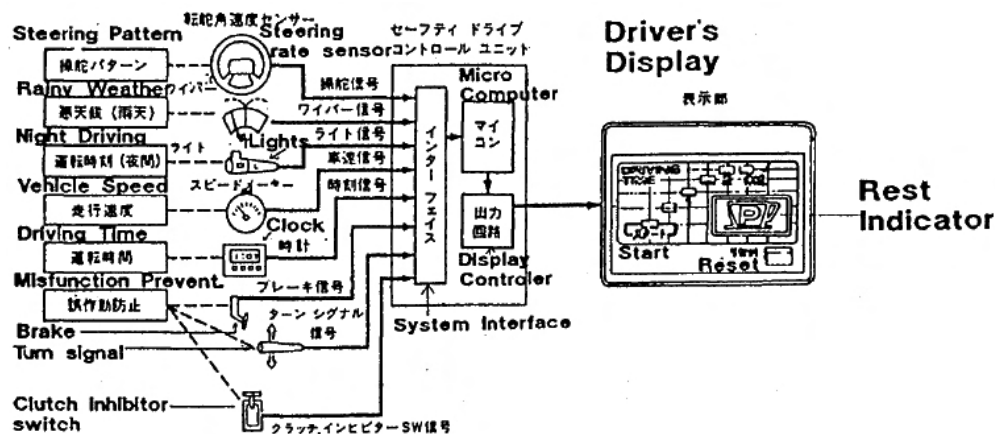 転舵角速度センサー
Steering Pattern
操舵パターン
Steering
rate sensor
Rainy Weather
ワイパー
悪天候 (雨天)
Night Driving
ライト
Lights
運転時刻 (夜間)
Vehicle Speed
スピードメーター
走行速度
Driving Time
Clock
時計
運転時間
Misfunction Prevent.
誤作動防止
Brake
Turn signal
Clutch Inhibitor
switch
操舵信号
ワイパー信号
ライト信号
車速信号
時刻信号
ブレーキ信号
ターン シグナル
信号
クラッチ,インヒビターSW信号
セーフティ ドライブ
コントロール ユニット
Micro
Computer
マイ
コン
インターフェイス
出力
回路
Display
Controler
System Interface
Driver's
Display
表示部
DRIVING
TIME
スタート
Start
Reset
Rest
Indicator